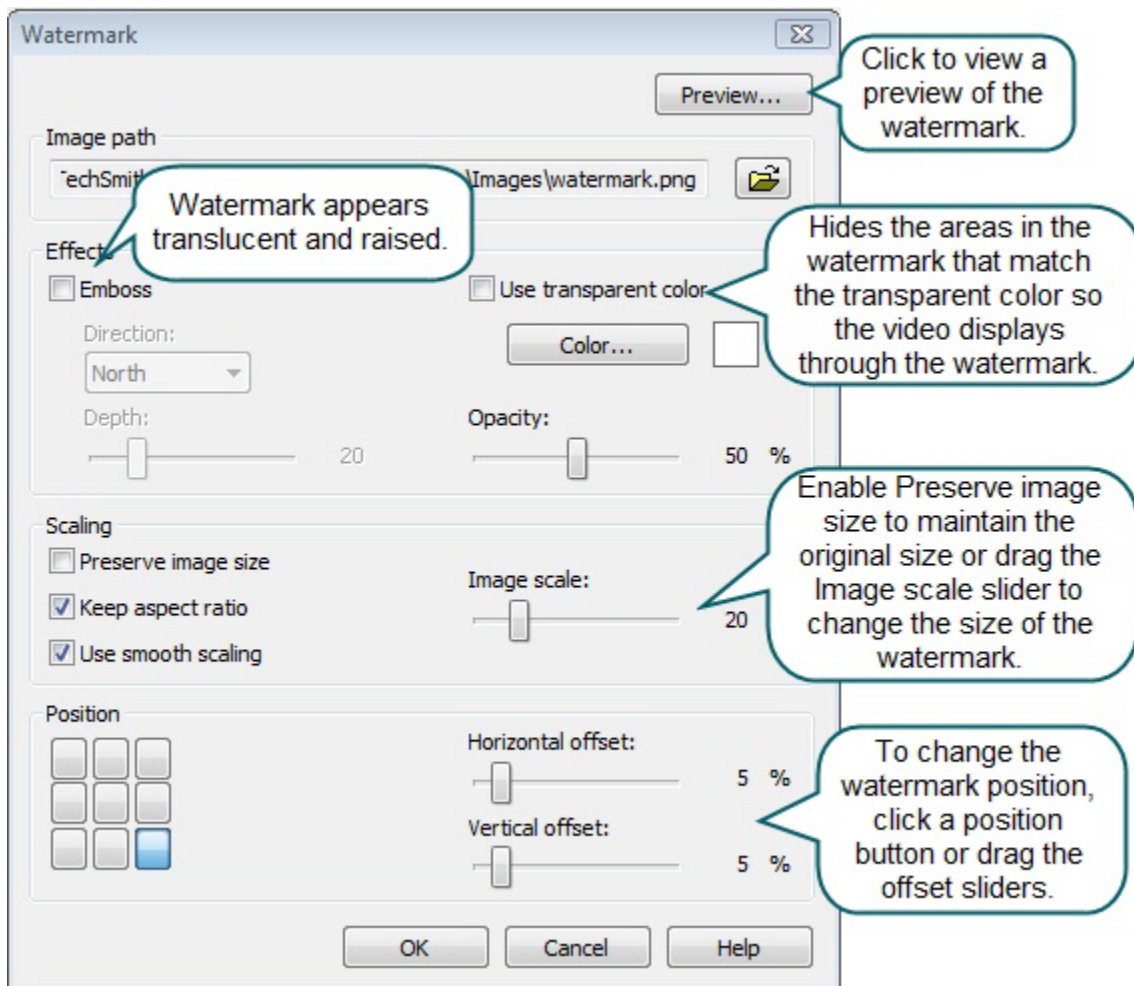 Watermark
Preview...
Click to view a
preview of the
watermark.
Image path
echSmith
\Images\watermark.png
Watermark appears
translucent and raised.
Hides the areas in the
watermark that match
the transparent color so
the video displays
through the watermark.
Effects
Emboss
Use transparent color
Direction:
North
Color...
Depth:
20
Opacity:
50 %
Enable Preserve image
size to maintain the
original size or drag the
Image scale slider to
change the size of the
watermark.
Scaling
Preserve image size
Keep aspect ratio
Use smooth scaling
Image scale:
20
Position
Horizontal offset:
5 %
Vertical offset:
5 %
To change the
watermark position,
click a position
button or drag the
offset sliders.
OK
Cancel
Help